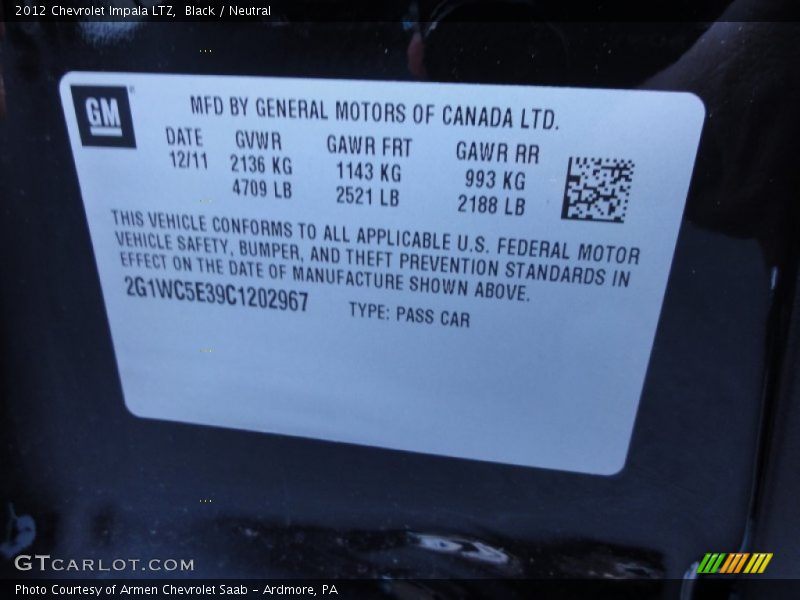 2012 Chevrolet Impala LTZ, Black / Neutral
GM
MFD BY GENERAL MOTORS OF CANADA LTD.
DATE GVWR GAWR FRT GAWR RR
12/11 2136 KG 1143 KG 993 KG
4709 LB 2521 LB 2188 LB
THIS VEHICLE CONFORMS TO ALL APPLICABLE U.S. FEDERAL MOTOR
VEHICLE SAFETY, BUMPER, AND THEFT PREVENTION STANDARDS IN
EFFECT ON THE DATE OF MANUFACTURE SHOWN ABOVE.
2G1WC5E39C1202967 TYPE: PASS CAR
GTCARLOT.COM
Photo Courtesy of Armen Chevrolet Saab - Ardmore, PA